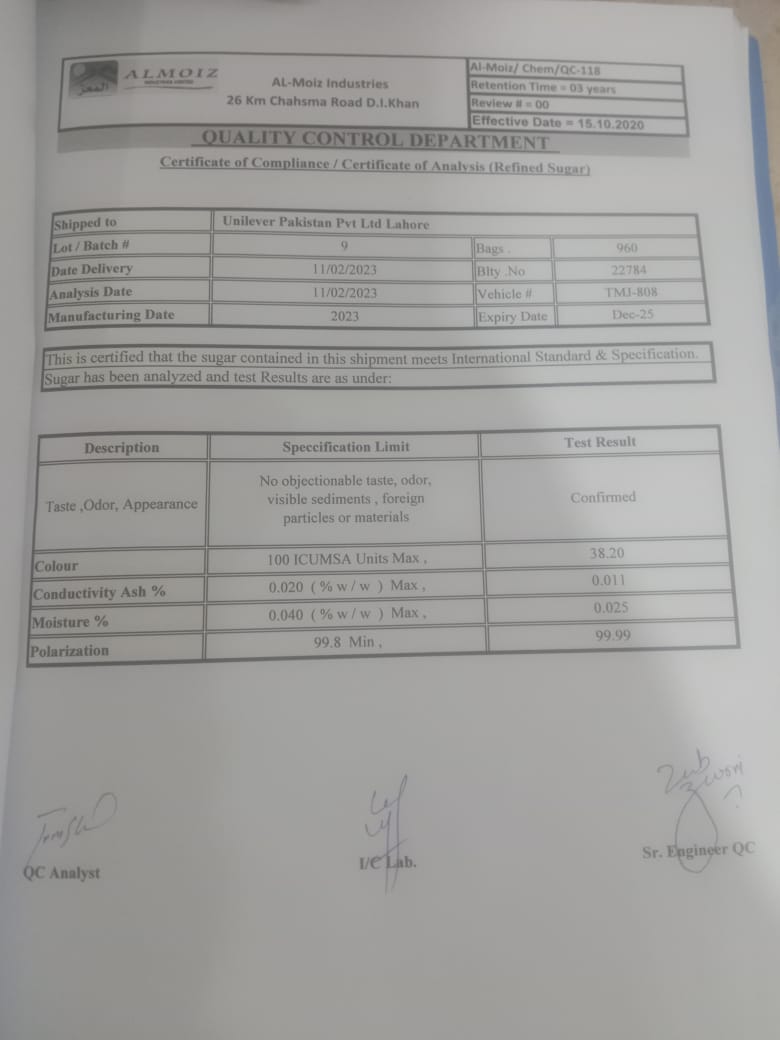 ALMOIZ
INDUSTRIES LIMITED
المعز
AL-Moiz Industries
26 Km Chahsma Road D.I.Khan
Al-Moiz/ Chem/QC-118
Retention Time = 03 years
Review # = 00
Effective Date = 15.10.2020
QUALITY CONTROL DEPARTMENT
Certificate of Compliance / Certificate of Analysis (Refined Sugar)
Shipped to Unilever Pakistan Pvt Ltd Lahore
Lot / Batch # 9 Bags . 960
Date Delivery 11/02/2023 Blty .No 22784
Analysis Date 11/02/2023 Vehicle # TMJ-808
Manufacturing Date 2023 Expiry Date Dec-25
This is certified that the sugar contained in this shipment meets International Standard & Specification.
Sugar has been analyzed and test Results are as under:
Description Speccification Limit Test Result
Taste ,Odor, Appearance No objectionable taste, odor,
visible sediments , foreign
particles or materials
Confirmed
Colour 100 ICUMSA Units Max , 38.20
Conductivity Ash % 0.020 ( % w / w ) Max , 0.011
Moisture % 0.040 ( % w / w ) Max , 0.025
Polarization 99.8 Min , 99.99
QC Analyst I/C Lab. Sr. Engineer QC